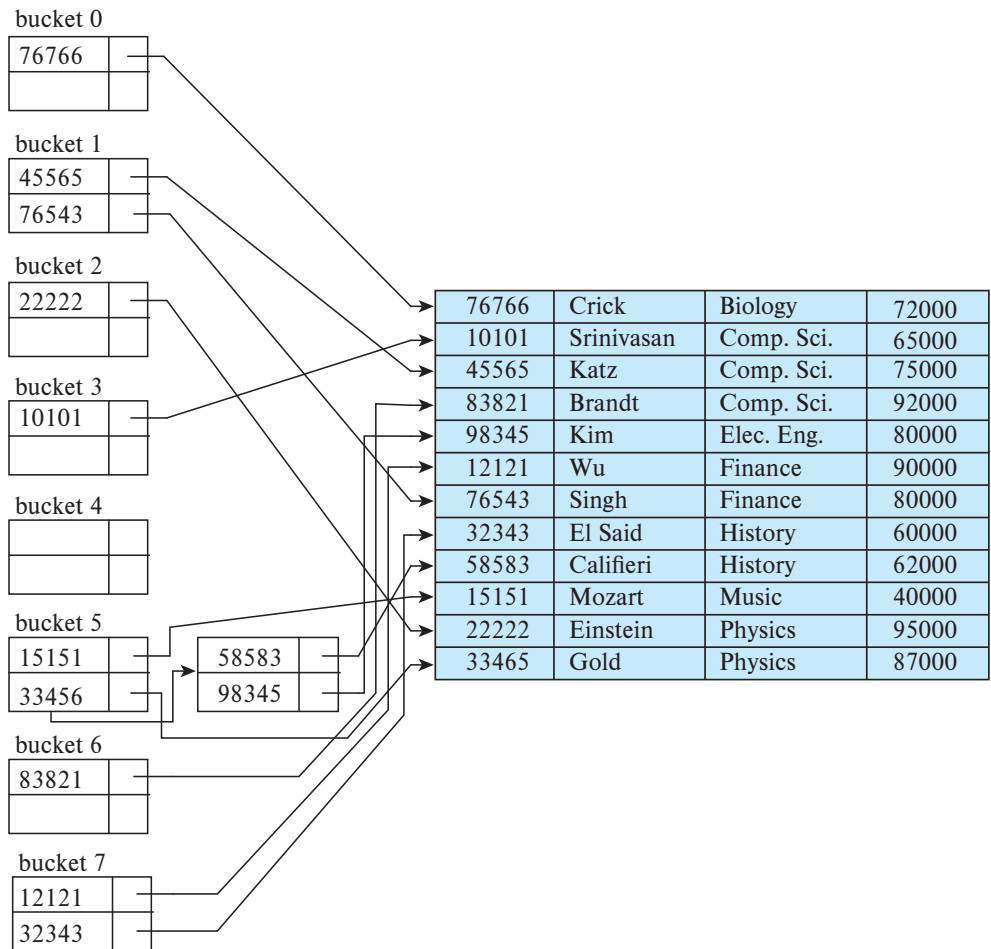 bucket 0
76766
bucket 1
45565
76543
bucket 2
22222
bucket 3
10101
bucket 4
bucket 5
15151
33456
58583
98345
bucket 6
83821
bucket 7
12121
32343
76766 Crick Biology 72000
10101 Srinivasan Comp. Sci. 65000
45565 Katz Comp. Sci. 75000
83821 Brandt Comp. Sci. 92000
98345 Kim Elec. Eng. 80000
12121 Wu Finance 90000
76543 Singh Finance 80000
32343 El Said History 60000
58583 Califieri History 62000
15151 Mozart Music 40000
22222 Einstein Physics 95000
33465 Gold Physics 87000